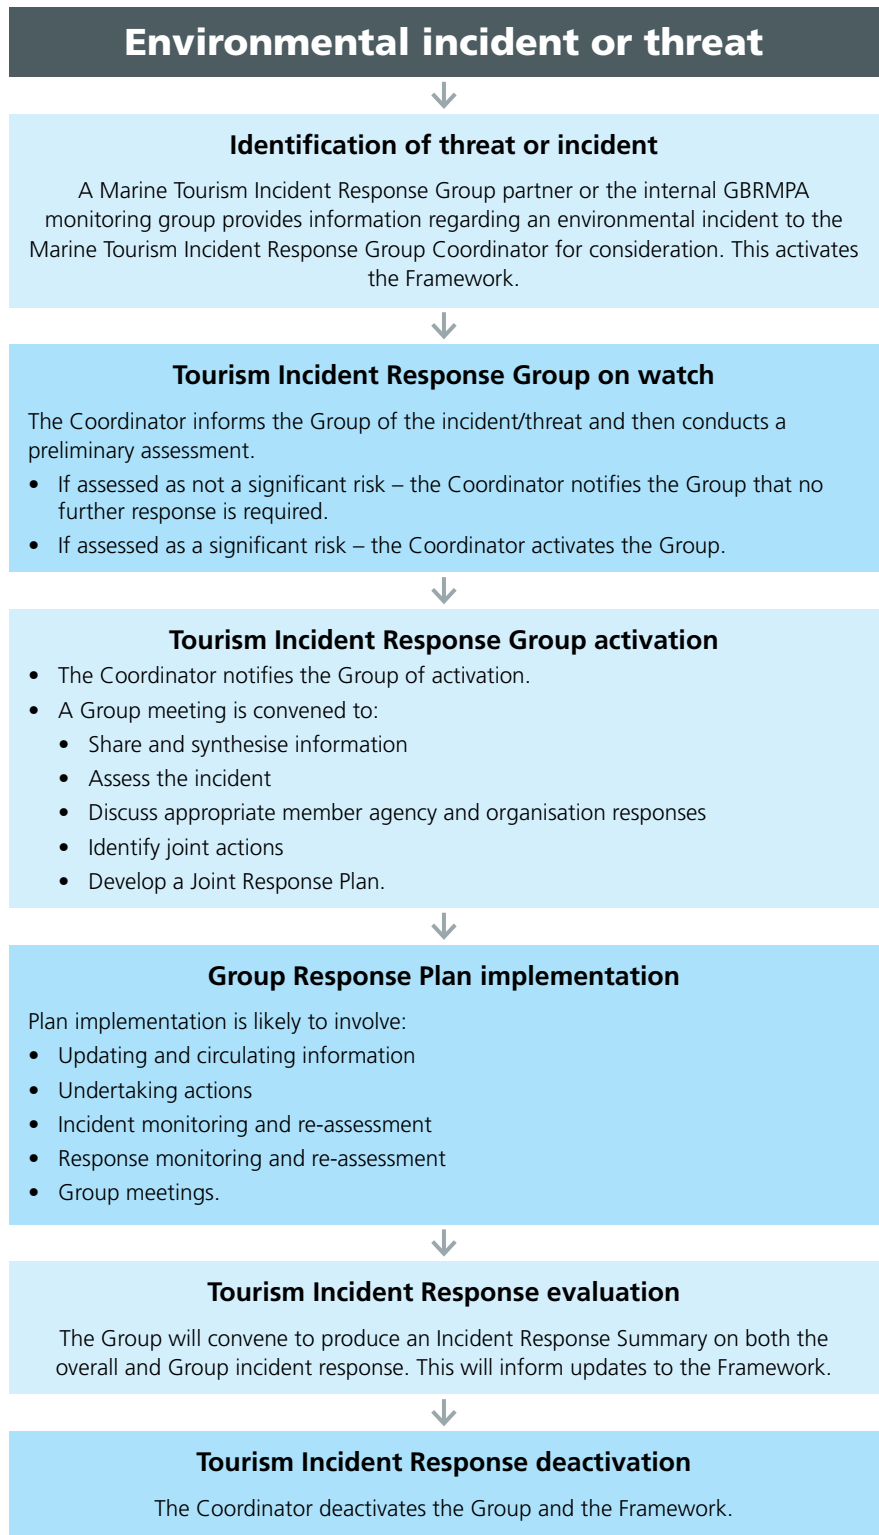 Environmental incident or threat
Identification of threat or incident
A Marine Tourism Incident Response Group partner or the internal GBRMPA
monitoring group provides information regarding an environmental incident to the
Marine Tourism Incident Response Group Coordinator for consideration. This activates
the Framework.
Tourism Incident Response Group on watch
The Coordinator informs the Group of the incident/threat and then conducts a
preliminary assessment.
• If assessed as not a significant risk – the Coordinator notifies the Group that no
further response is required.
• If assessed as a significant risk – the Coordinator activates the Group.
Tourism Incident Response Group activation
• The Coordinator notifies the Group of activation.
• A Group meeting is convened to:
• Share and synthesise information
• Assess the incident
• Discuss appropriate member agency and organisation responses
• Identify joint actions
• Develop a Joint Response Plan.
Group Response Plan implementation
Plan implementation is likely to involve:
• Updating and circulating information
• Undertaking actions
• Incident monitoring and re-assessment
• Response monitoring and re-assessment
• Group meetings.
Tourism Incident Response evaluation
The Group will convene to produce an Incident Response Summary on both the
overall and Group incident response. This will inform updates to the Framework.
Tourism Incident Response deactivation
The Coordinator deactivates the Group and the Framework.